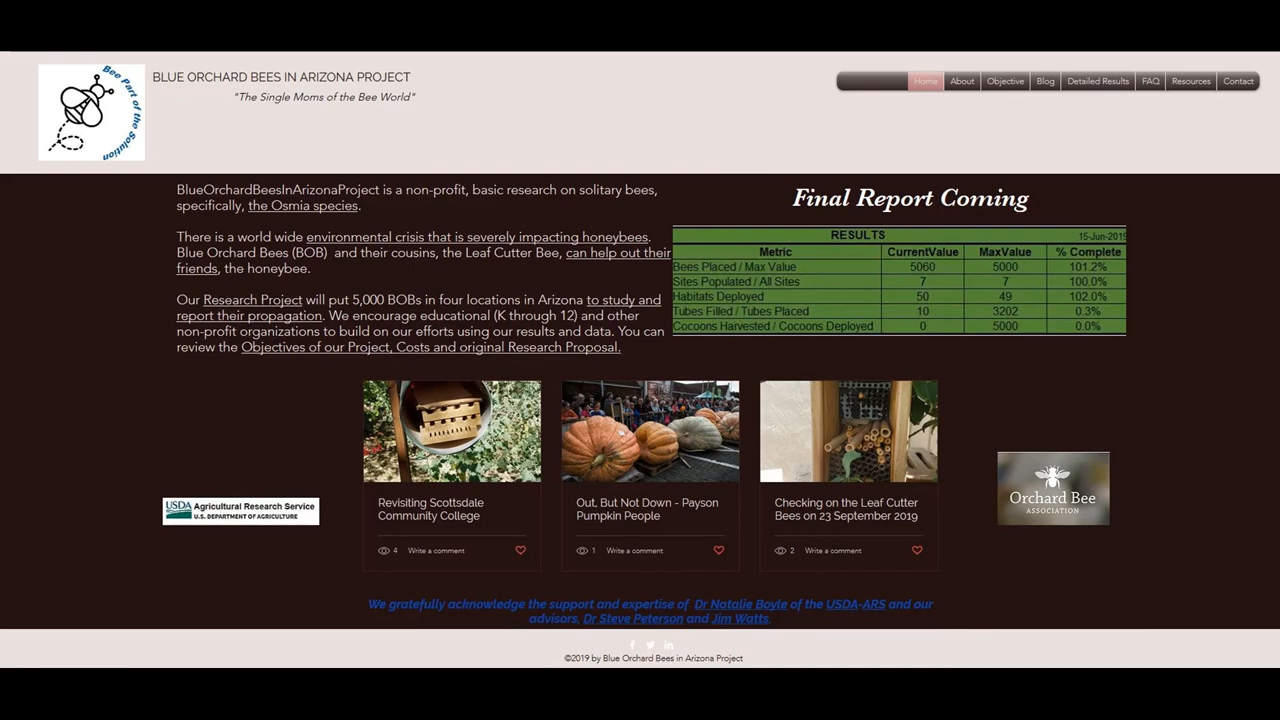 Bee Part of the Solution
BLUE ORCHARD BEES IN ARIZONA PROJECT
"The Single Moms of the Bee World"
Home About Objective Blog Detailed Results FAQ Resources Contact
BlueOrchardBeesInArizonaProject is a non-profit, basic research on solitary bees,
specifically, the Osmia species.
There is a world wide environmental crisis that is severely impacting honeybees.
Blue Orchard Bees (BOB) and their cousins, the Leaf Cutter Bee, can help out their
friends, the honeybee.
Our Research Project will put 5,000 BOBs in four locations in Arizona to study and
report their propagation. We encourage educational (K through 12) and other
non-profit organizations to build on our efforts using our results and data. You can
review the Objectives of our Project, Costs and original Research Proposal.
Final Report Coming
RESULTS 15-Jun-2019
Metric CurrentValue MaxValue % Complete
Bees Placed / Max Value 5060 5000 101.2%
Sites Populated / All Sites 7 7 100.0%
Habitats Deployed 50 49 102.0%
Tubes Filled / Tubes Placed 10 3202 0.3%
Cocoons Harvested / Cocoons Deployed 0 5000 0.0%
USDA Agricultural Research Service
U.S. DEPARTMENT OF AGRICULTURE
Revisiting Scottsdale
Community College
4 Write a comment
Out, But Not Down - Payson
Pumpkin People
1 Write a comment
Checking on the Leaf Cutter
Bees on 23 September 2019
2 Write a comment
Orchard Bee
ASSOCIATION
We gratefully acknowledge the support and expertise of Dr Natalie Boyle of the USDA-ARS and our
advisors, Dr Steve Peterson and Jim Watts.
©2019 by Blue Orchard Bees in Arizona Project